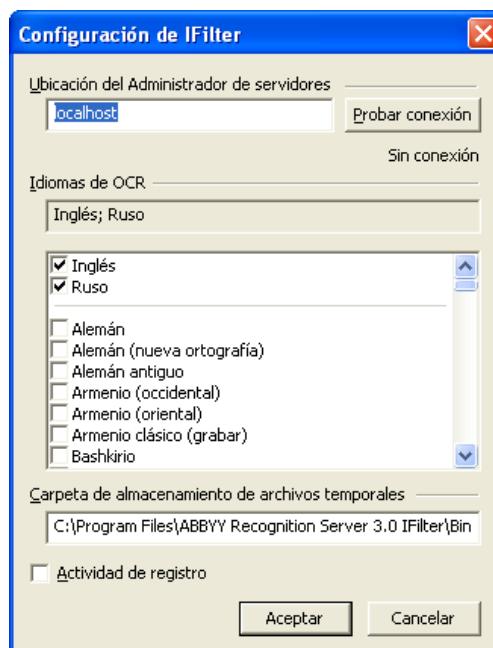 Configuración de IFilter
Ubicación del Administrador de servidores
localhost
Probar conexión
Sin conexión
Idiomas de OCR
Inglés; Ruso
Inglés
Ruso
Alemán
Alemán (nueva ortografía)
Alemán antiguo
Armenio (occidental)
Armenio (oriental)
Armenio clásico (grabar)
Bashkirio
Carpeta de almacenamiento de archivos temporales
C:\Program Files\ABBYY Recognition Server 3.0 IFilter\Bin
Actividad de registro
Aceptar
Cancelar